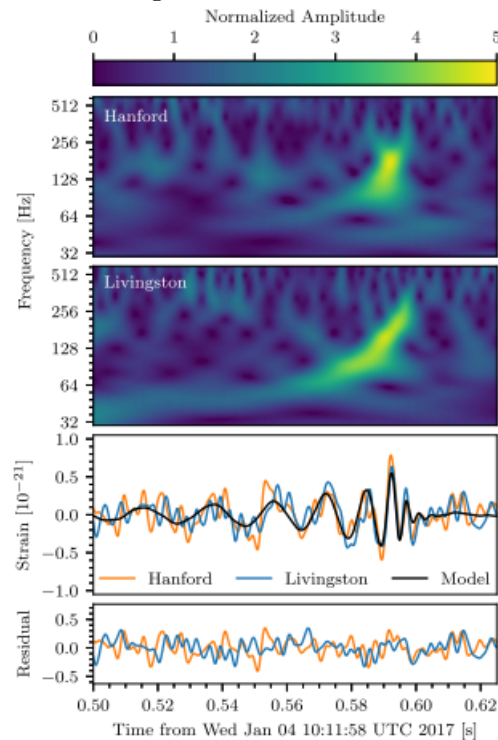 Normalized Amplitude
0 1 2 3 4 5
Hanford
512
256
128
64
32
Frequency [Hz]
Livingston
512
256
128
64
32
1.0
0.5
0.0
−0.5
−1.0
Strain [10−21]
Hanford Livingston Model
0.5
0.0
−0.5
Residual
0.50 0.52 0.54 0.56 0.58 0.60 0.62
Time from Wed Jan 04 10:11:58 UTC 2017 [s]